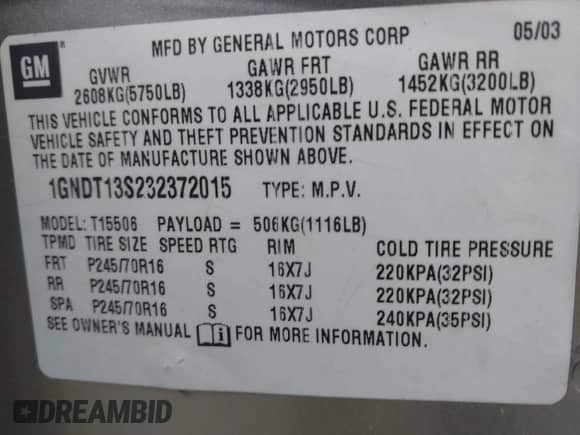 GM
MFD BY GENERAL MOTORS CORP 05/03
GVWR GAWR FRT GAWR RR
2608KG(5750LB) 1338KG(2950LB) 1452KG(3200LB)
THIS VEHICLE CONFORMS TO ALL APPLICABLE U.S. FEDERAL MOTOR
VEHICLE SAFETY AND THEFT PREVENTION STANDARDS IN EFFECT ON
THE DATE OF MANUFACTURE SHOWN ABOVE.
1GNDT13S232372015 TYPE: M.P.V.
MODEL: T15506 PAYLOAD = 506KG(1116LB)
TPMD TIRE SIZE SPEED RTG RIM COLD TIRE PRESSURE
FRT P245/70R16 S 16X7J 220KPA(32PSI)
RR P245/70R16 S 16X7J 220KPA(32PSI)
SPA P245/70R16 S 16X7J 240KPA(35PSI)
SEE OWNER'S MANUAL i FOR MORE INFORMATION.
DREAMBID